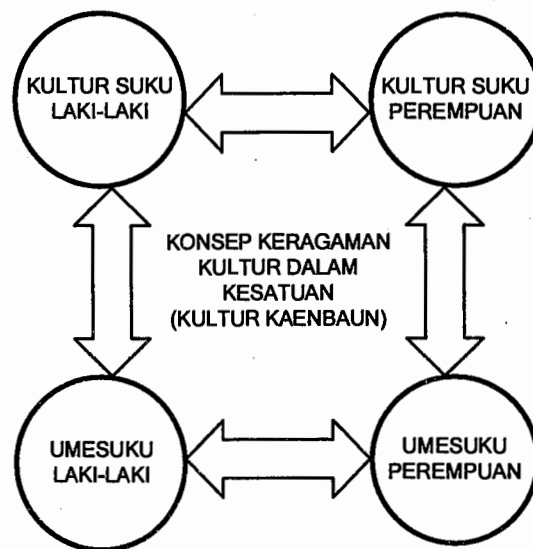 KULTUR SUKU
LAKI-LAKI
KULTUR SUKU
PEREMPUAN
KONSEP KERAGAMAN
KULTUR DALAM
KESATUAN
(KULTUR KAENBAUN)
UMESUKU
LAKI-LAKI
UMESUKU
PEREMPUAN